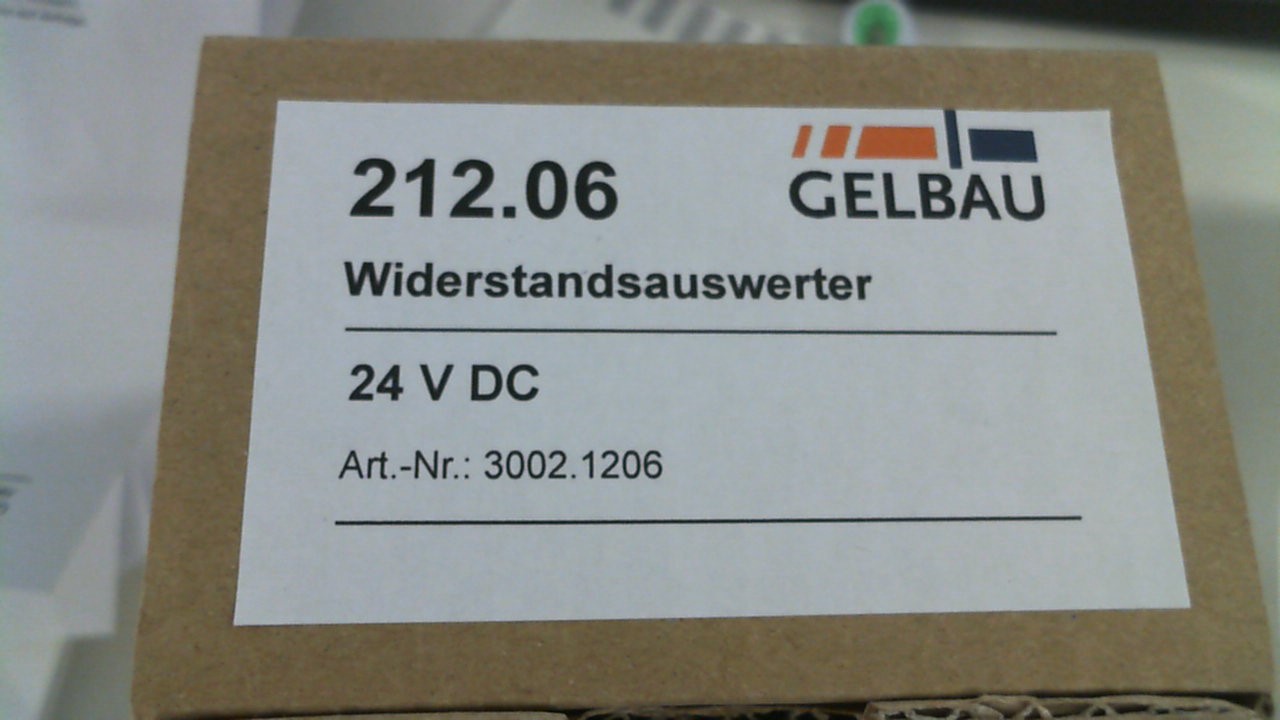 212.06
GELBAU
Widerstandsauswerter
24 V DC
Art.-Nr.: 3002.1206